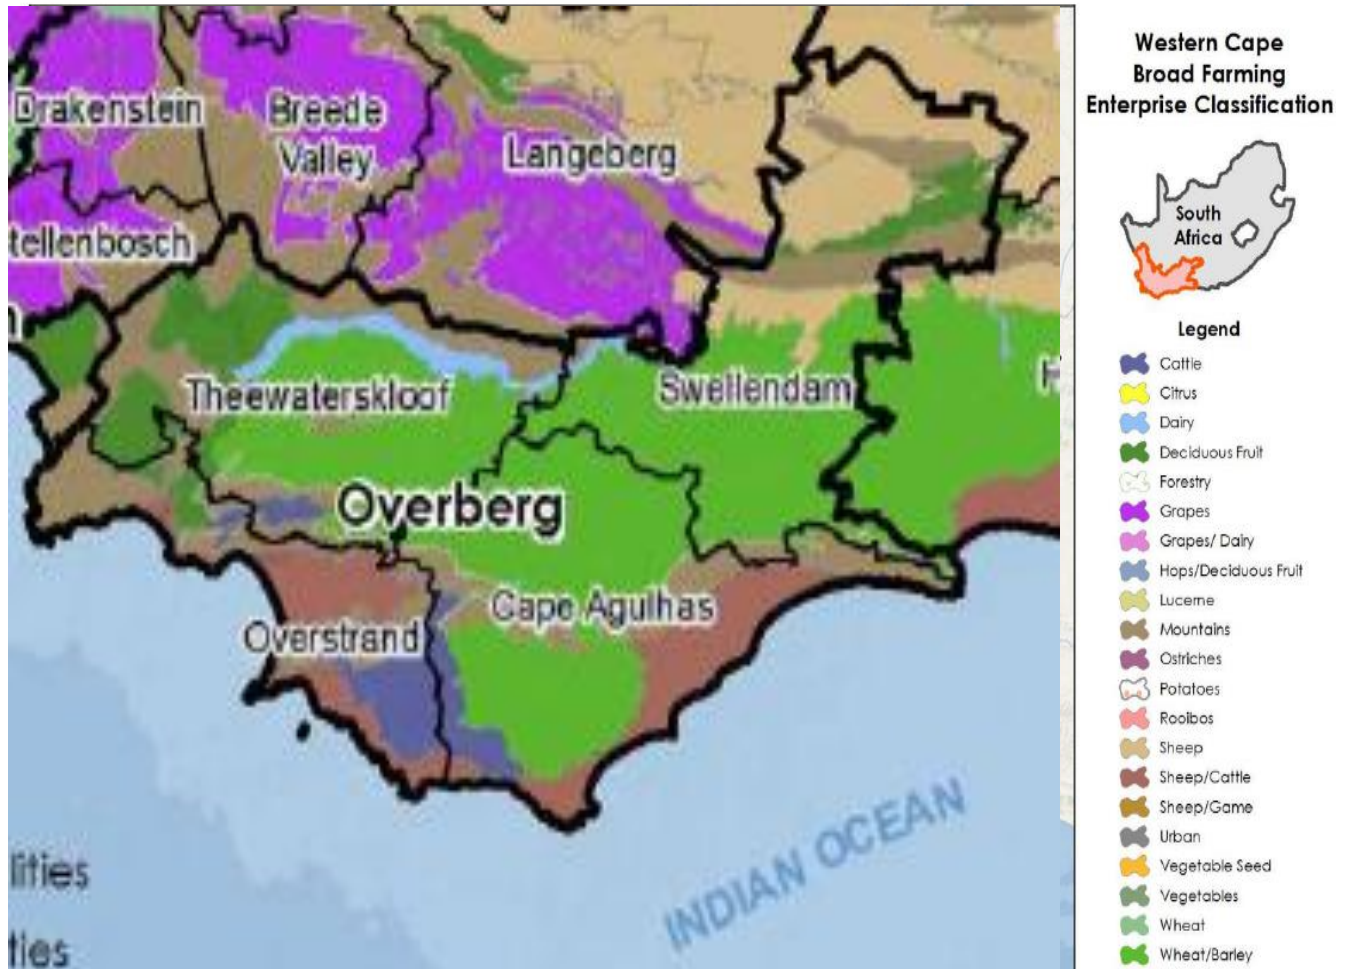 Drakenstein
Breede
Valley
Langeberg
tellenbosch
Theewaterskloof
Swellendam
Overberg
Cape Agulhas
Overstrand
INDIAN OCEAN
lities
ties
Western Cape
Broad Farming
Enterprise Classification
South
Africa
Legend
Cattle
Citrus
Dairy
Deciduous Fruit
Forestry
Grapes
Grapes/ Dairy
Hops/Deciduous Fruit
Lucerne
Mountains
Ostriches
Potatoes
Rooibos
Sheep
Sheep/Cattle
Sheep/Game
Urban
Vegetable Seed
Vegetables
Wheat
Wheat/Barley